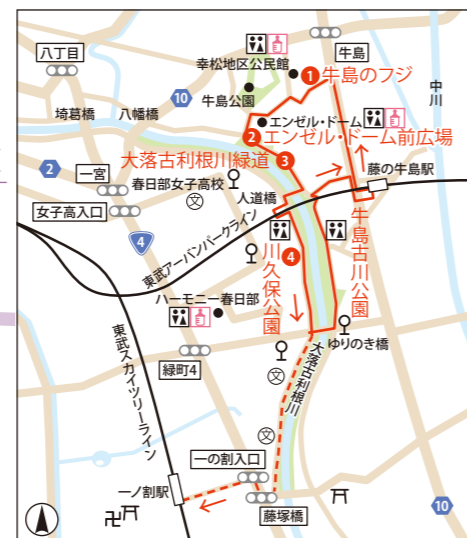 八丁目
幸松地区公民館
牛島
1 牛島のフジ
中川
埼葛橋
八幡橋
10
牛島公園
エンゼル・ドーム
2 エンゼル・ドーム前広場
大落古利根川緑道 3
2
一宮
春日部女子高校
文
人道橋
藤の牛島駅
女子高入口
4
東武アーバンパークライン
川久保公園
4
牛島古川公園
ハーモニー春日部
東武スカイツリーライン
緑町4
ゆりのき橋
大落古利根川
文
文
一の割入口
一ノ割駅
藤塚橋
10